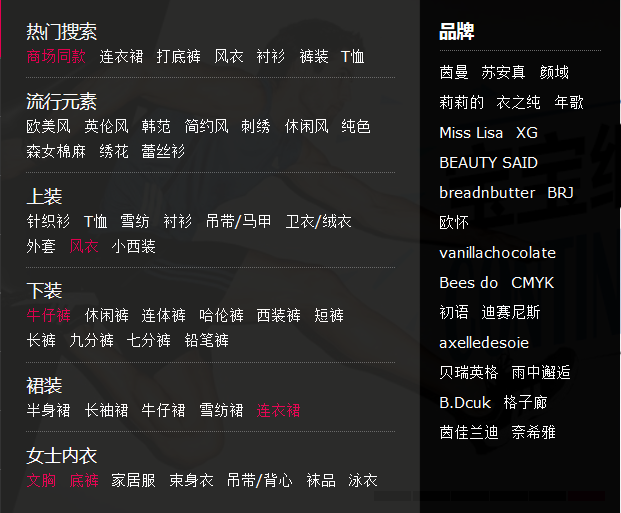 热门搜索
商场同款 连衣裙 打底裤 风衣 衬衫 裤装 T恤
流行元素
欧美风 英伦风 韩范 简约风 刺绣 休闲风 纯色
森女棉麻 绣花 蕾丝衫
上装
针织衫 T恤 雪纺 衬衫 吊带/马甲 卫衣/绒衣
外套 风衣 小西装
下装
牛仔裤 休闲裤 连体裤 哈伦裤 西装裤 短裤
长裤 九分裤 七分裤 铅笔裤
裙装
半身裙 长袖裙 牛仔裙 雪纺裙 连衣裙
女士内衣
文胸 底裤 家居服 束身衣 吊带/背心 袜品 泳衣
品牌
茵曼 苏安真 颜域
莉莉的 衣之纯 年歌
Miss Lisa XG
BEAUTY SAID
breadnbutter BRJ
欧怀
vanillachocolate
Bees do CMYK
初语 迪赛尼斯
axelledesoie
贝瑞英格 雨中邂逅
B.Dcuk 格子廊
茵佳兰迪 奈希雅